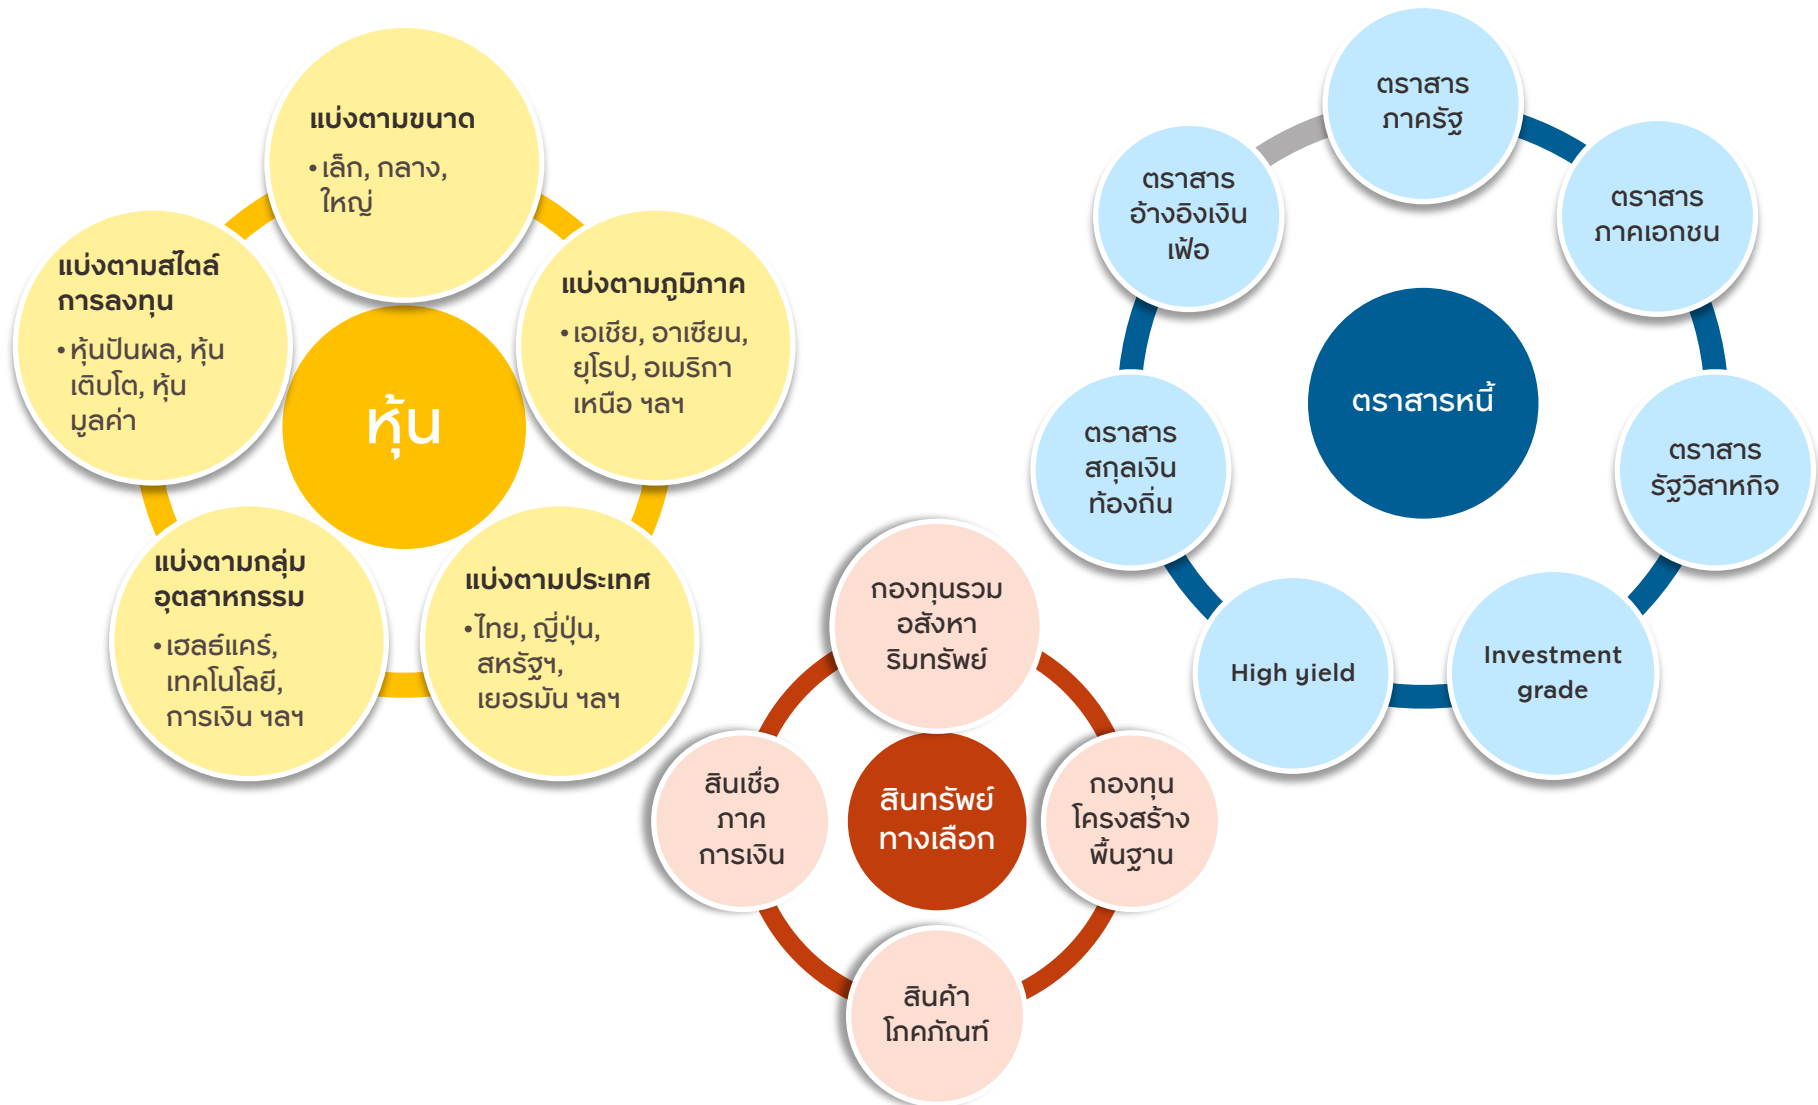 แบ่งตามขนาด
•เล็ก, กลาง,
ใหญ่
แบ่งตามภูมิภาค
•เอเชีย, อาเซียน,
ยุโรป, อเมริกา
เหนือ ฯลฯ
แบ่งตามประเทศ
•ไทย, ญี่ปุ่น,
สหรัฐฯ,
เยอรมัน ฯลฯ
แบ่งตามกลุ่ม
อุตสาหกรรม
•เฮลธ์แคร์,
เทคโนโลยี,
การเงิน ฯลฯ
แบ่งตามสไตล์
การลงทุน
•หุ้นปันผล, หุ้น
เติบโต, หุ้น
มูลค่า
หุ้น
ตราสาร
ภาครัฐ
ตราสาร
ภาคเอกชน
ตราสาร
รัฐวิสาหกิจ
Investment
grade
High yield
ตราสาร
สกุลเงิน
ท้องถิ่น
ตราสาร
อ้างอิงเงิน
เฟ้อ
ตราสารหนี้
กองทุนรวม
อสังหา
ริมทรัพย์
กองทุน
โครงสร้าง
พื้นฐาน
สินค้า
โภคภัณฑ์
สินเชื่อ
ภาค
การเงิน
สินทรัพย์
ทางเลือก